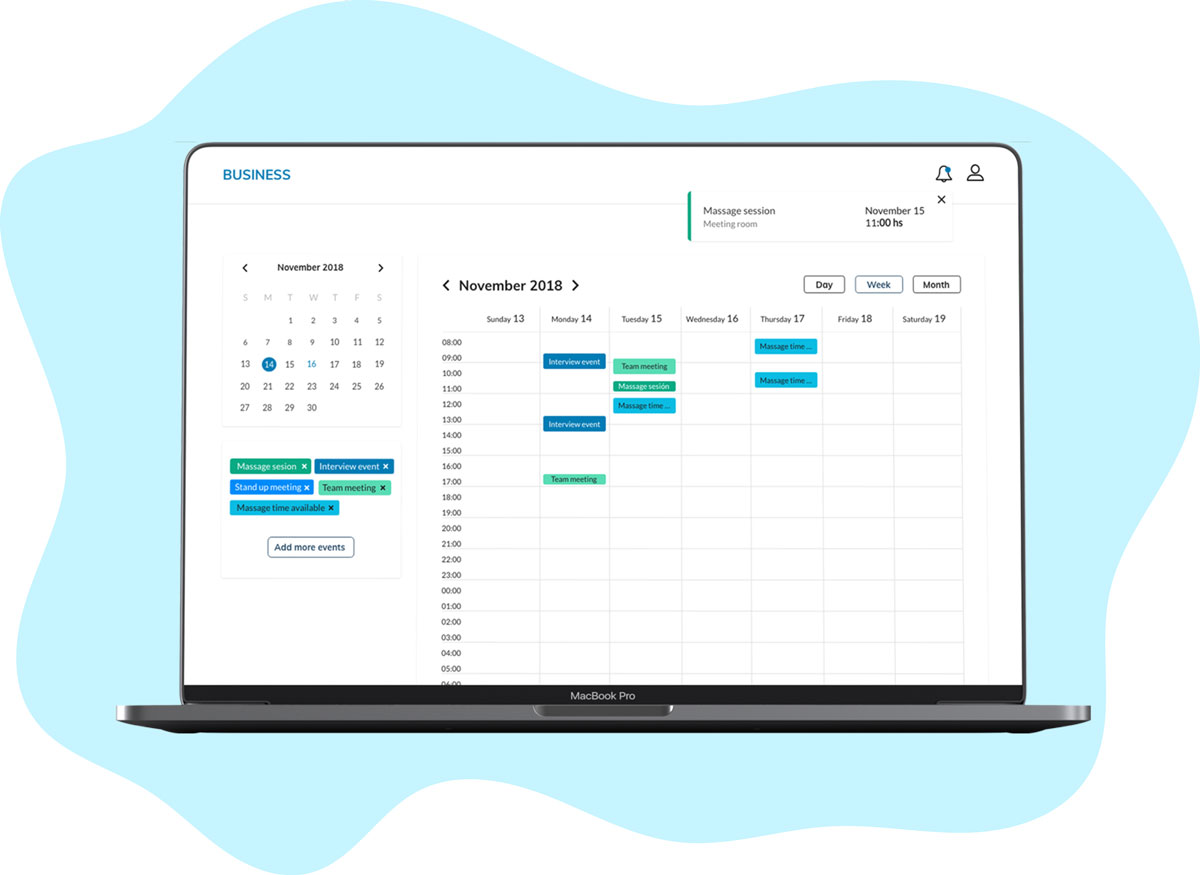 BUSINESS
Massage session
November 15
Meeting room
11:00 hs
November 2018
S M T W T F S
1 2 3 4 5
6 7 8 9 10 11 12
13 14 15 16 17 18 19
20 21 22 23 24 25 26
27 28 29 30
Massage sesion ×
Interview event ×
Stand up meeting ×
Team meeting ×
Massage time available ×
Add more events
November 2018
Day
Week
Month
Sunday 13
Monday 14
Tuesday 15
Wednesday 16
Thursday 17
Friday 18
Saturday 19
08:00
Massage time ...
09:00
Interview event
Team meeting
10:00
Massage time ...
11:00
Massage sesión
12:00
Massage time ...
13:00
Interview event
14:00
15:00
16:00
17:00
Team meeting
18:00
19:00
20:00
21:00
22:00
23:00
00:00
01:00
02:00
03:00
04:00
05:00
06:00
MacBook Pro